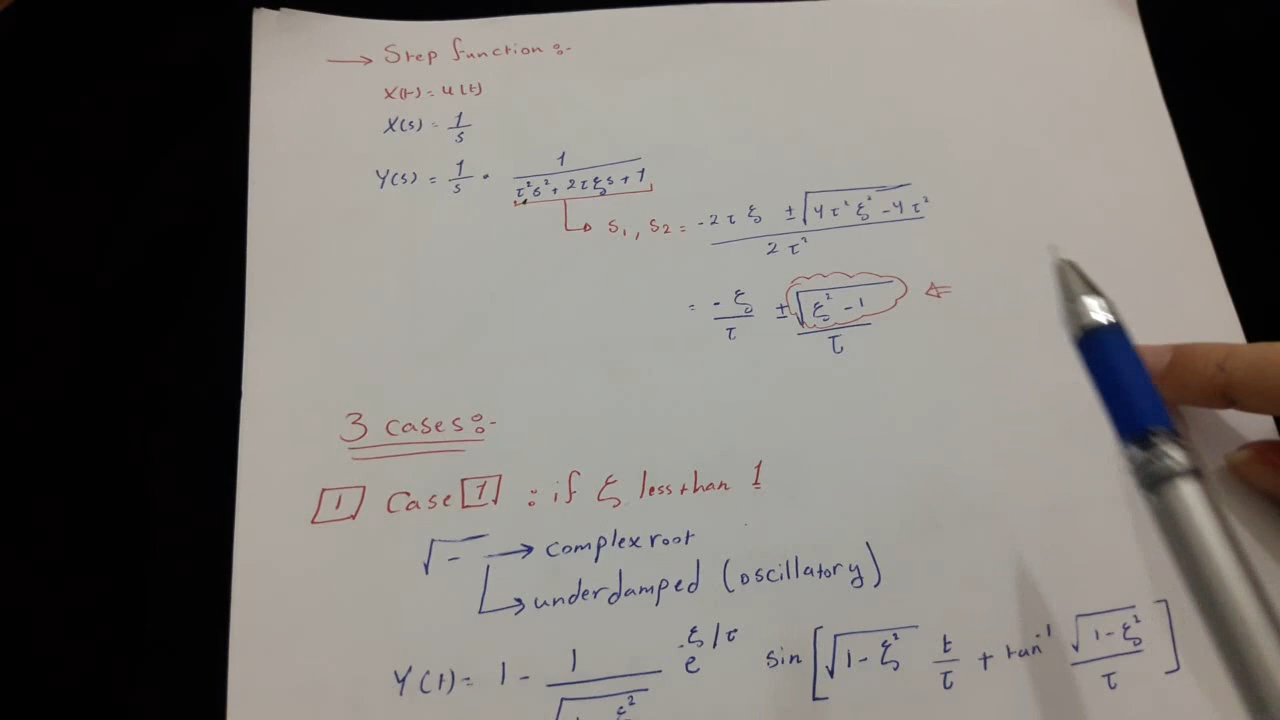 → Step function :-
X(t) = u(t)
X(s) = 1/s
Y(s) = 1/s · 1/(τ²s² + 2τξs + 1)
↳ s₁, s₂ = (-2τξ ± √(4τ²ξ² - 4τ²))/(2τ²)
= -ξ/τ ± √(ξ² - 1)/τ ⇐
3 cases :-
1 Case 1 : if ξ less than 1
√- → complex root
↳ underdamped (oscillatory)
Y(t) = 1 - 1/√(1-ξ²) e^(-ξ/τ) sin[√(1-ξ²) t/τ + tan⁻¹ √(1-ξ²)/τ]